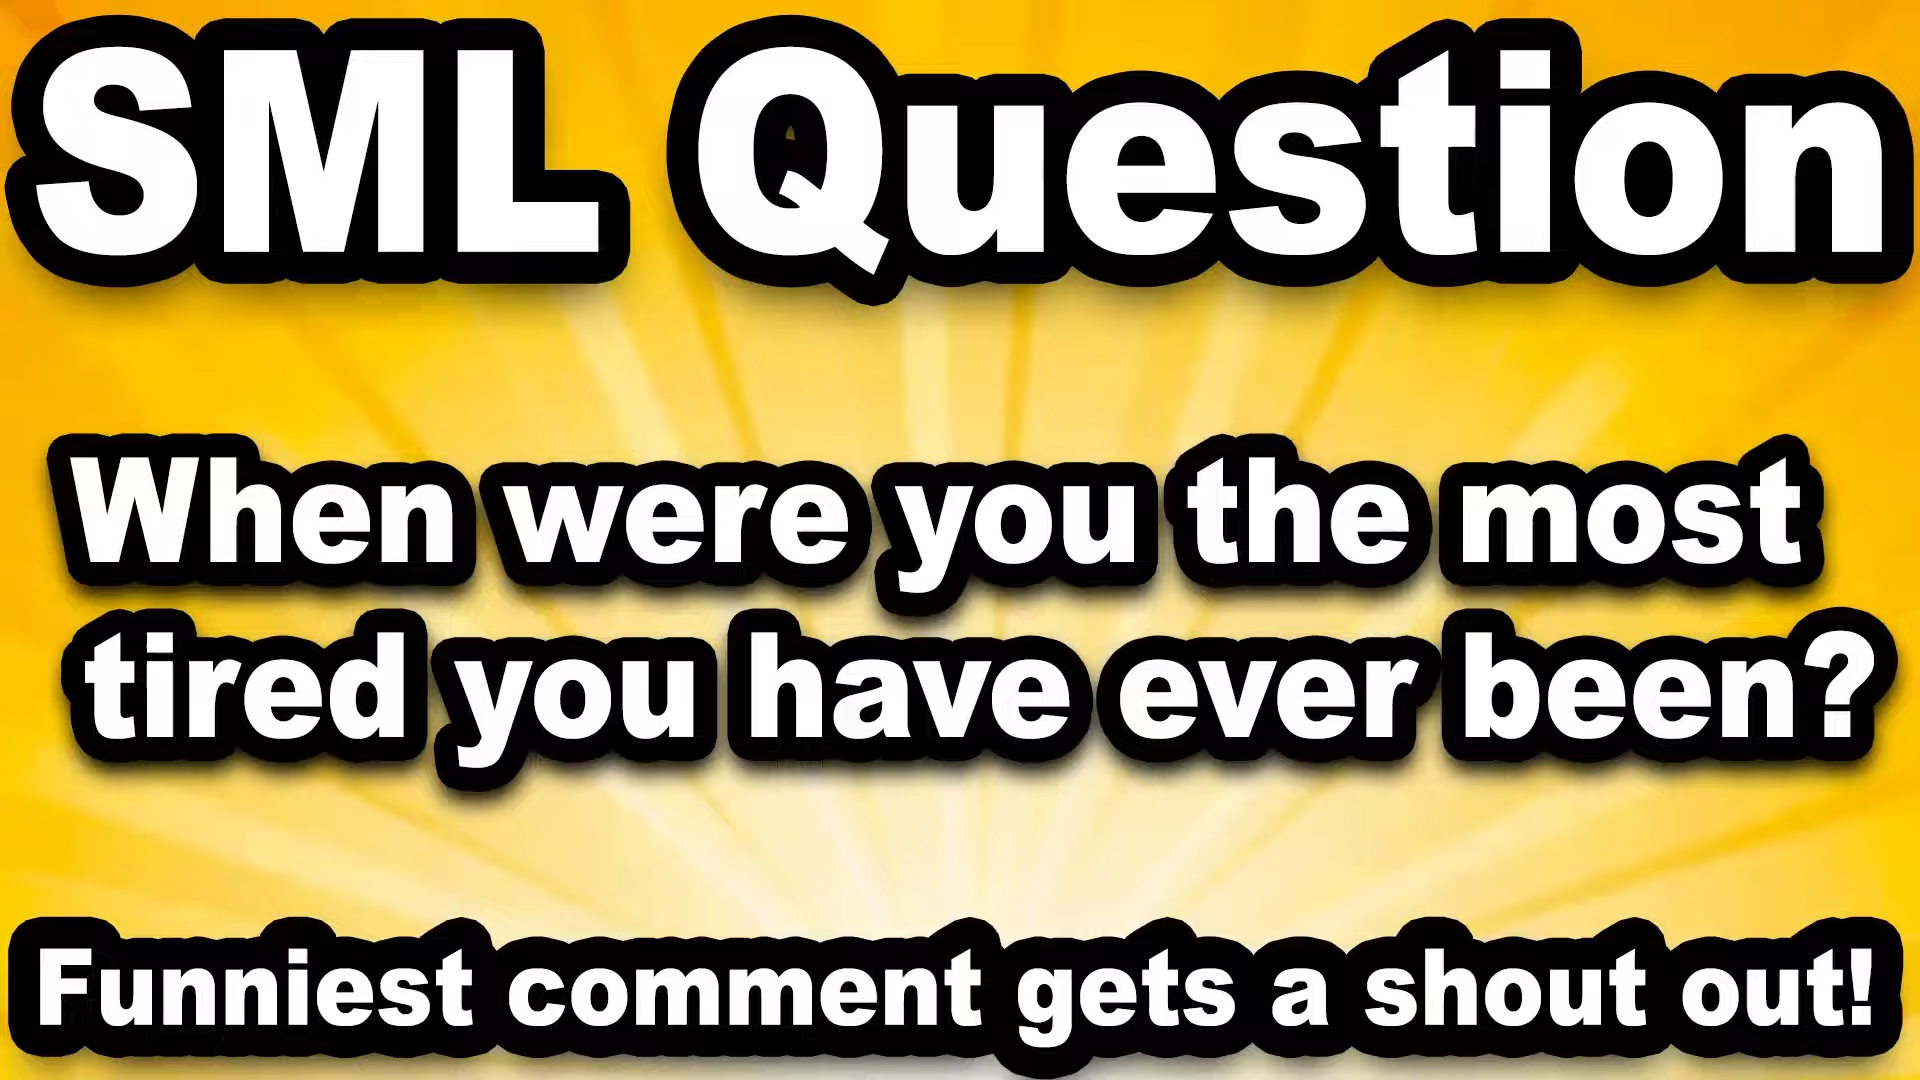 SML Question
When were you the most
tired you have ever been?
Funniest comment gets a shout out!